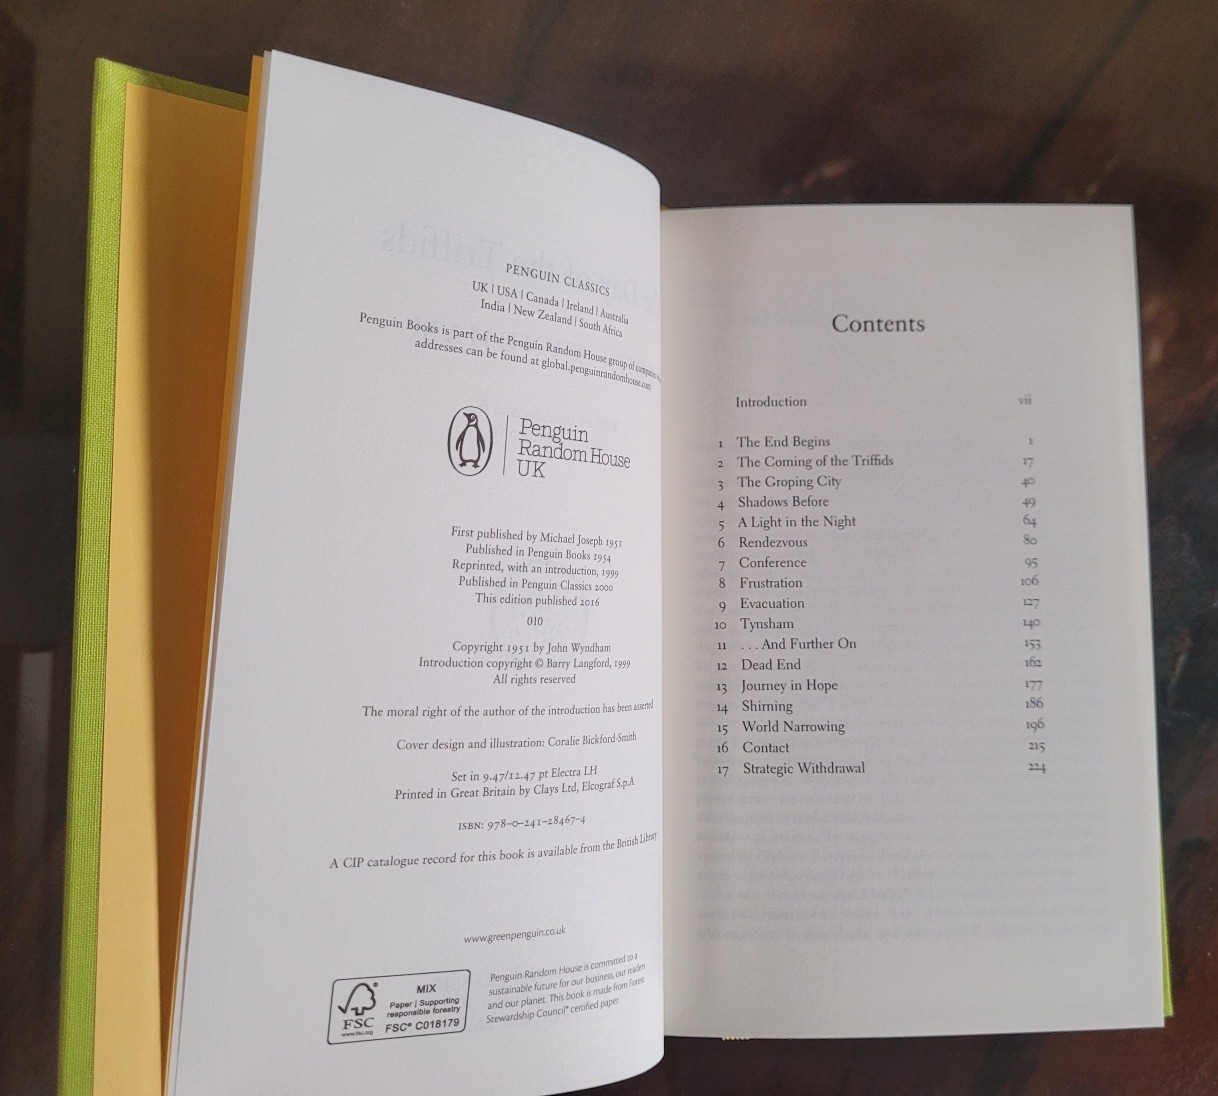 PENGUIN CLASSICS
UK | USA | Canada | Ireland | Australia
India | New Zealand | South Africa
Penguin Books is part of the Penguin Random House group of companies
addresses can be found at global.penguinrandomhouse.com
Penguin
Random House
UK
First published by Michael Joseph 1951
Published in Penguin Books 1954
Reprinted, with an introduction, 1999
Published in Penguin Classics 2000
This edition published 2016
010
Copyright 1951 by John Wyndham
Introduction copyright © Barry Langford, 1999
All rights reserved
The moral right of the author of the introduction has been asserted
Cover design and illustration: Coralie Bickford-Smith
Set in 9.47/12.47 pt Electra LH
Printed in Great Britain by Clays Ltd, Elcograf S.p.A
ISBN: 978-0-241-28467-4
A CIP catalogue record for this book is available from the British Library
www.greenpenguin.co.uk
FSC
www.fsc.org
MIX
Paper | Supporting
responsible forestry
FSC® C018179
Penguin Random House is committed to a
sustainable future for our business, our readers
and our planet. This book is made from Forest
Stewardship Council® certified paper.
Contents
Introduction vii
1 The End Begins 1
2 The Coming of the Triffids 17
3 The Groping City 40
4 Shadows Before 49
5 A Light in the Night 64
6 Rendezvous 80
7 Conference 95
8 Frustration 106
9 Evacuation 127
10 Tynsham 140
11 . . . And Further On 153
12 Dead End 162
13 Journey in Hope 177
14 Shirning 186
15 World Narrowing 196
16 Contact 215
17 Strategic Withdrawal 224